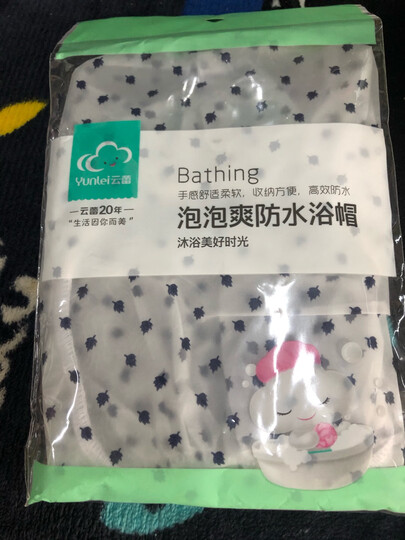 Yunlei云蕾
云蕾20年
"生活因你而美"
Bathing
手感舒适柔软，收纳方便，高效防水
泡泡爽防水浴帽
沐浴美好时光